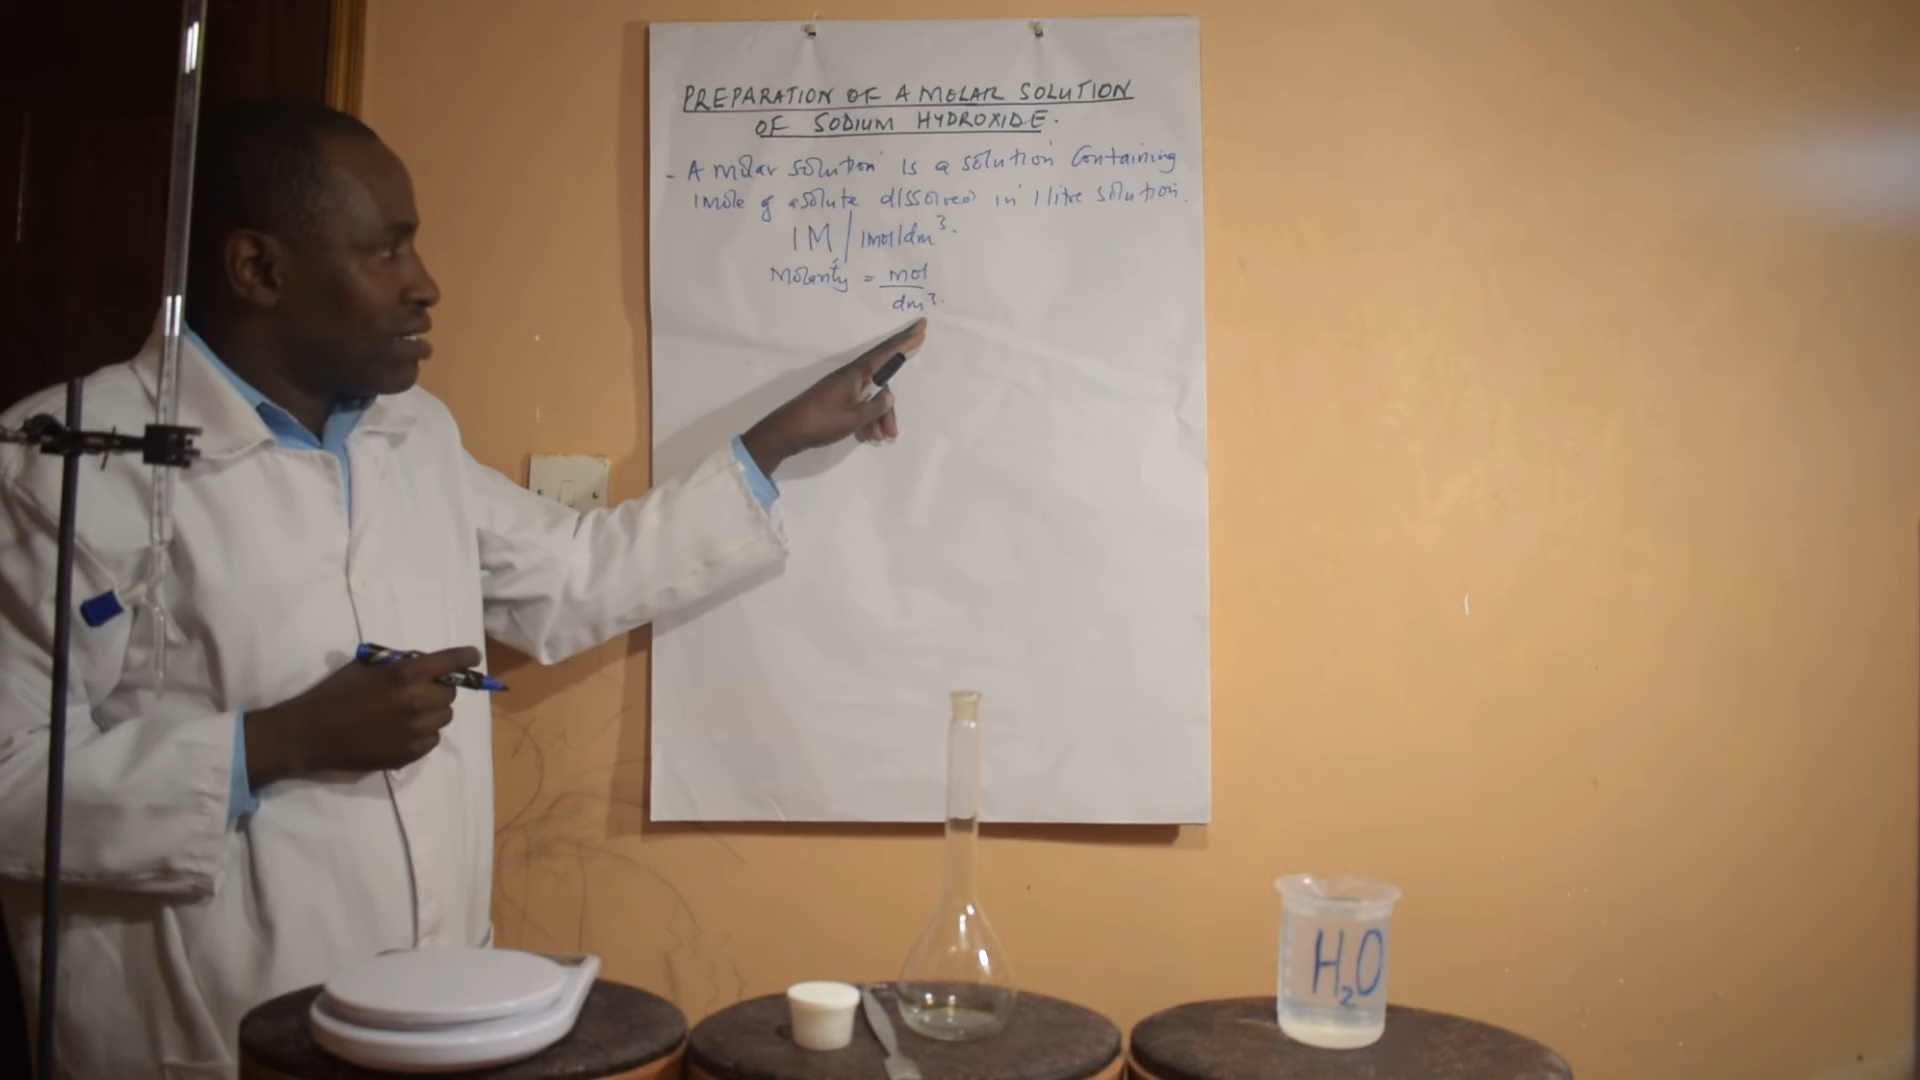 PREPARATION OF A MOLAR SOLUTION
OF SODIUM HYDROXIDE.
- A molar solution is a solution containing
1mole of a solute dissolved in 1 litre solution.
1M / 1mol/dm³.
Molarity = mol
dm³.
H₂O